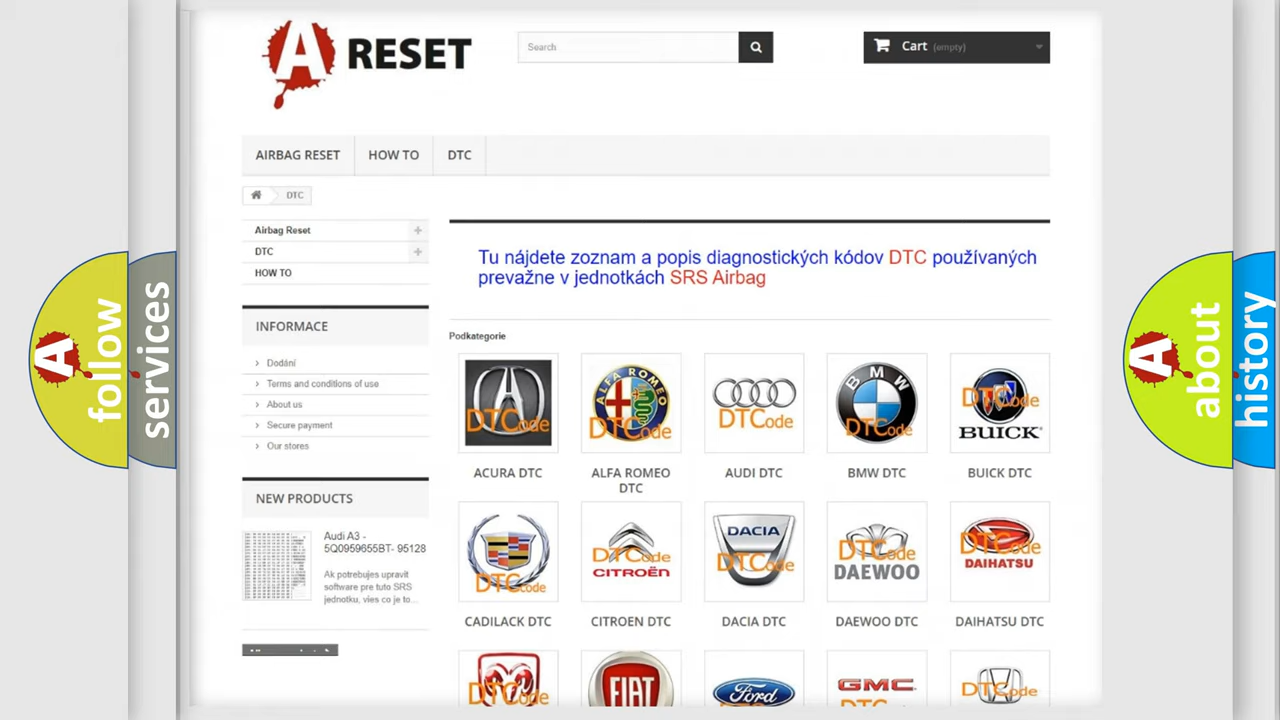 A RESET
Search
Cart (empty)
AIRBAG RESET
HOW TO
DTC
DTC
Airbag Reset
DTC
HOW TO
INFORMACE
Dodání
Terms and conditions of use
About us
Secure payment
Our stores
NEW PRODUCTS
Audi A3 -
5Q0959655BT- 95128
Ak potrebujes upravit
software pre tuto SRS
jednotku, vies co je to...
Tu nájdete zoznam a popis diagnostických kódov DTC používaných
prevažne v jednotkách SRS Airbag
Podkategorie
DTCode
ALFA ROMEO
DTCode
DTCode
BMW
DTCode
DTCode
BUICK
ACURA DTC
ALFA ROMEO
DTC
AUDI DTC
BMW DTC
BUICK DTC
DTCode
DTCode
CITROËN
DACIA
DTCode
DTCode
DAEWOO
DTCode
DAIHATSU
CADILACK DTC
CITROEN DTC
DACIA DTC
DAEWOO DTC
DAIHATSU DTC
DTCode
FIAT
Ford
GMC
DTCode
A
follow
services
A
about
history